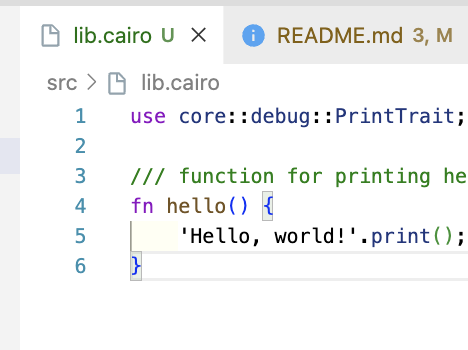 lib.cairo U README.md 3, M
src > lib.cairo
1 use core::debug::PrintTrait;
2
3 /// function for printing he
4 fn hello() {
5 'Hello, world!'.print();
6 }